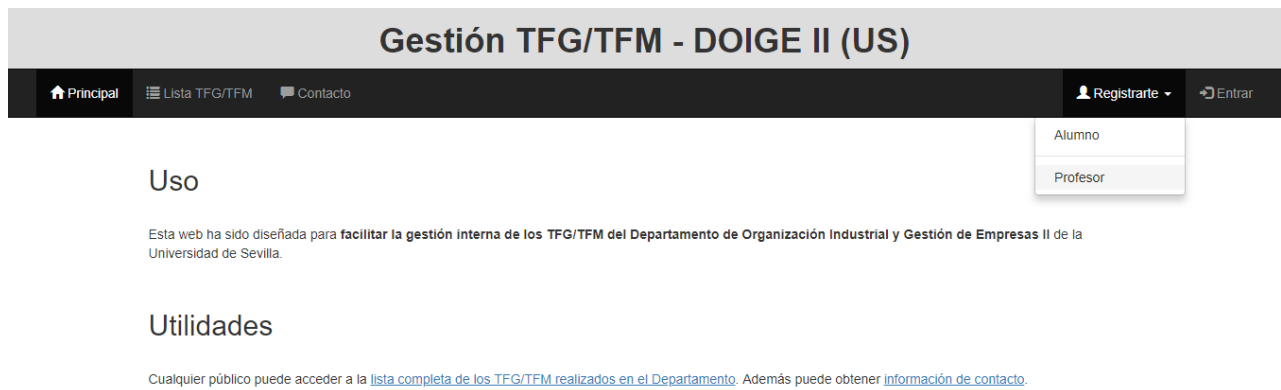 Gestión TFG/TFM - DOIGE II (US)
Principal Lista TFG/TFM Contacto Registrarte Entrar
Alumno
Profesor
Uso
Esta web ha sido diseñada para facilitar la gestión interna de los TFG/TFM del Departamento de Organización Industrial y Gestión de Empresas II de la
Universidad de Sevilla.
Utilidades
Cualquier público puede acceder a la lista completa de los TFG/TFM realizados en el Departamento. Además puede obtener información de contacto.